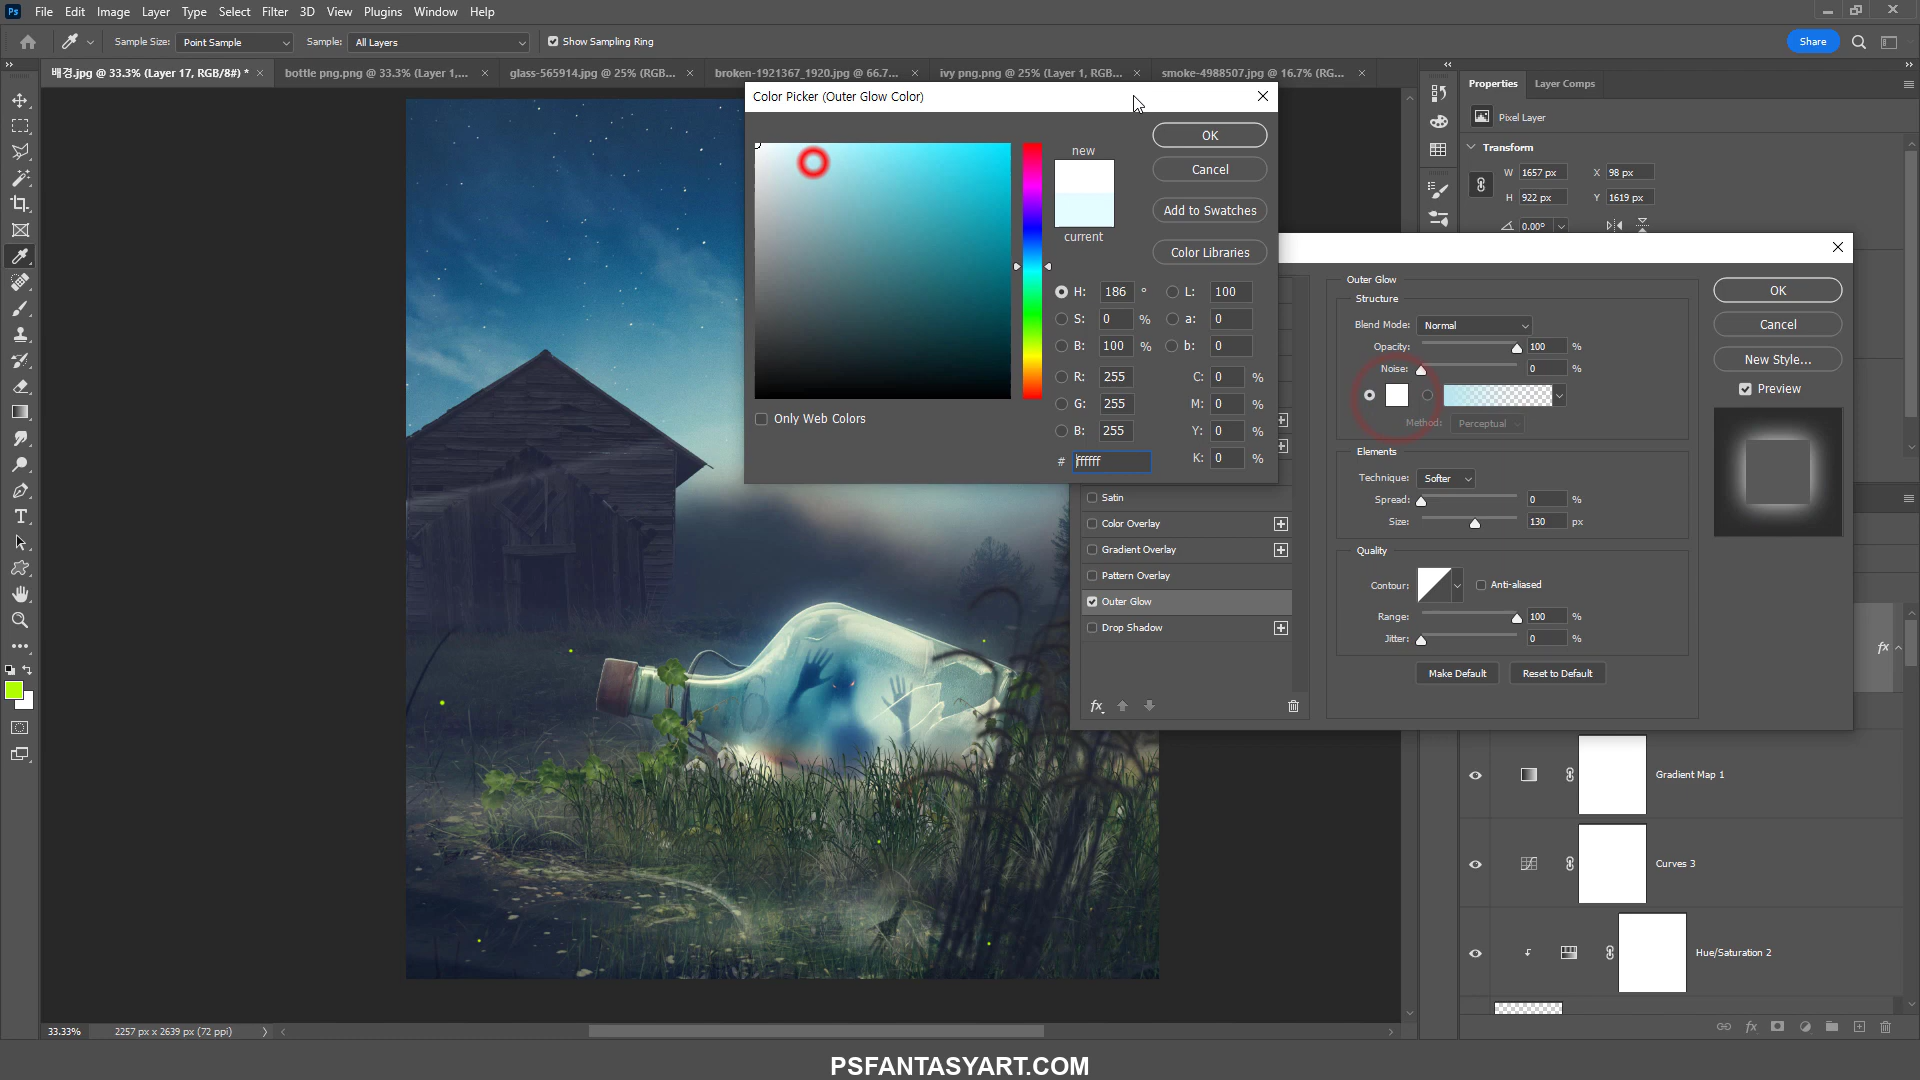 Ps File Edit Image Layer Type Select Filter 3D View Plugins Window Help
Sample Size: Point Sample Sample: All Layers Show Sampling Ring Share
배경.jpg @ 33.3% (Layer 17, RGB/8#) * bottle png.png @ 33.3% (Layer 1,... glass-565914.jpg @ 25% (RGB... broken-1921367_1920.jpg @ 66.7... ivy png.png @ 25% (Layer 1, RGB... smoke-4988507.jpg @ 16.7% (RG...
Color Picker (Outer Glow Color)
new
current
OK
Cancel
Add to Swatches
Color Libraries
H: 186 ° L: 100
S: 0 % a: 0
B: 100 % b: 0
R: 255 C: 0 %
G: 255 M: 0 %
B: 255 Y: 0 %
# ffffff K: 0 %
Only Web Colors
Properties Layer Comps
Pixel Layer
Transform
W 1657 px X 98 px
H 922 px Y 1619 px
0.00°
Outer Glow
Structure
Blend Mode: Normal
Opacity: 100 %
Noise: 0 %
Method: Perceptual
Elements
Technique: Softer
Spread: 0 %
Size: 130 px
Quality
Contour: Anti-aliased
Range: 100 %
Jitter: 0 %
Make Default Reset to Default
OK
Cancel
New Style...
Preview
Satin
Color Overlay
Gradient Overlay
Pattern Overlay
Outer Glow
Drop Shadow
fx
fx
Gradient Map 1
Curves 3
Hue/Saturation 2
fx
33.33% 2257 px x 2639 px (72 ppi)
PSFANTASYART.COM